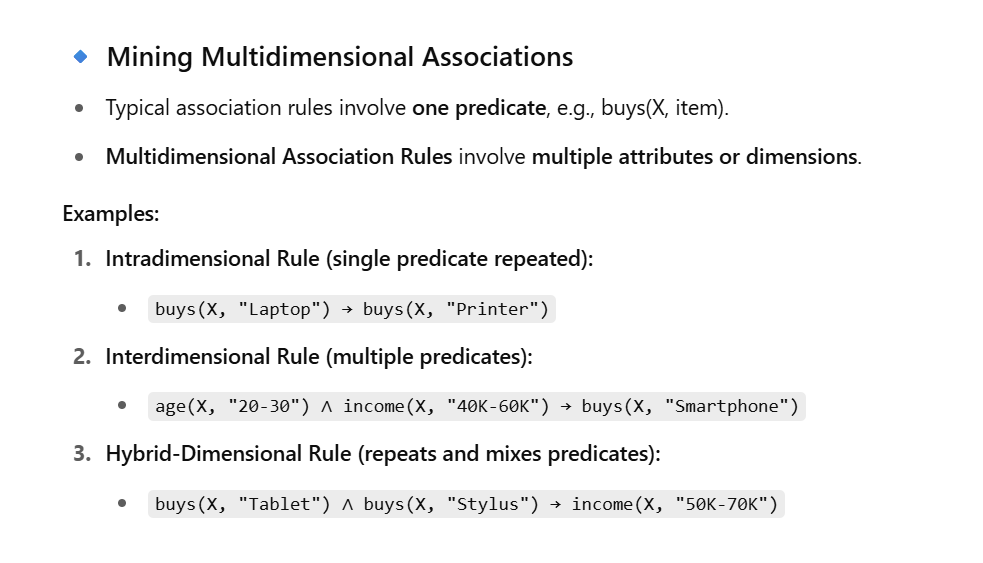 Mining Multidimensional Associations
Typical association rules involve one predicate, e.g., buys(X, item).
Multidimensional Association Rules involve multiple attributes or dimensions.
Examples:
1. Intradimensional Rule (single predicate repeated):
buys(X, "Laptop") → buys(X, "Printer")
2. Interdimensional Rule (multiple predicates):
age(X, "20-30") ∧ income(X, "40K-60K") → buys(X, "Smartphone")
3. Hybrid-Dimensional Rule (repeats and mixes predicates):
buys(X, "Tablet") ∧ buys(X, "Stylus") → income(X, "50K-70K")